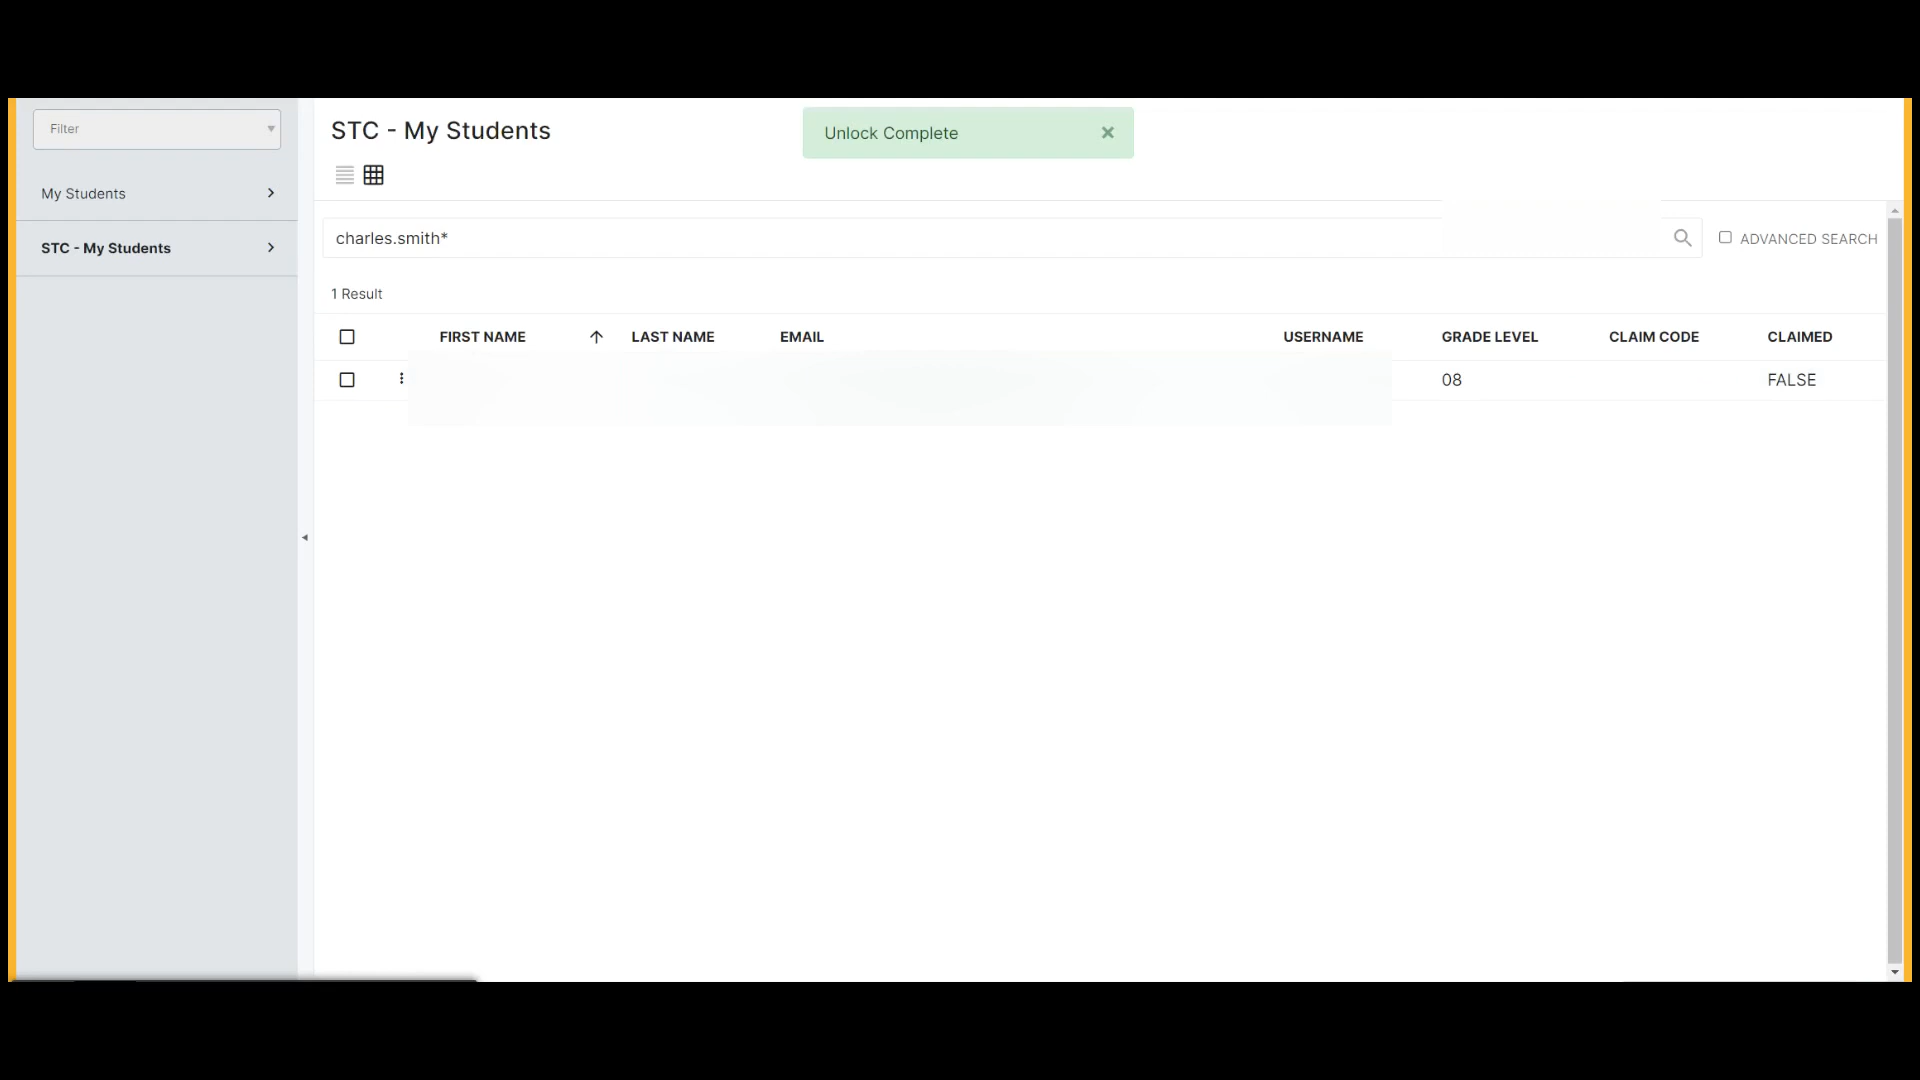 Filter
My Students
STC - My Students
STC - My Students
Unlock Complete
charles.smith*
ADVANCED SEARCH
1 Result
FIRST NAME LAST NAME EMAIL USERNAME GRADE LEVEL CLAIM CODE CLAIMED
08 FALSE